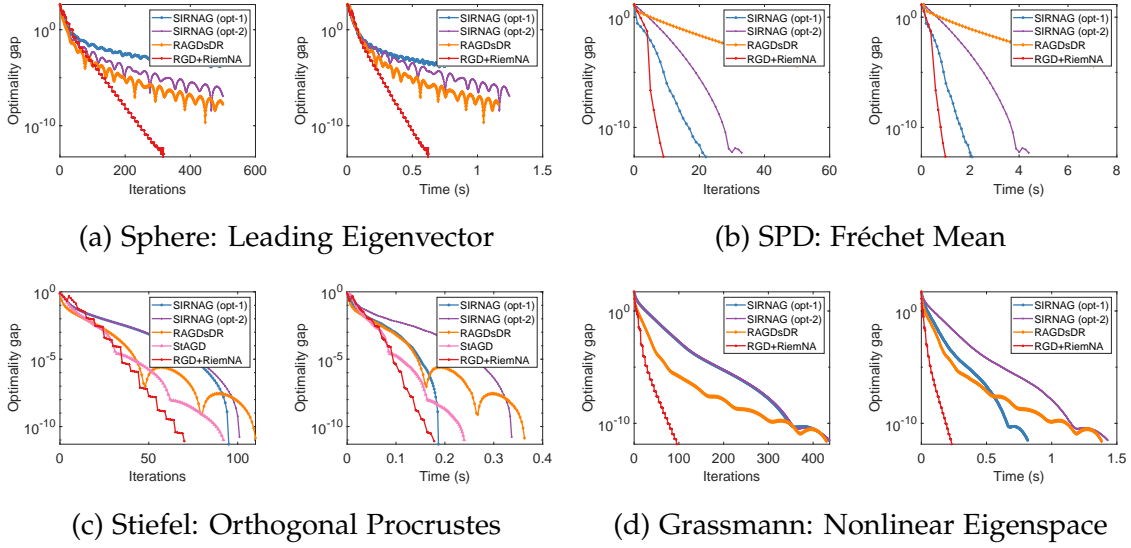 Optimality gap
10^0
10^-10
0
200
400
600
Iterations
SIRNAG (opt-1)
SIRNAG (opt-2)
RAGDsDR
RGD+RiemNA
Optimality gap
10^0
10^-10
0
0.5
1
1.5
Time (s)
SIRNAG (opt-1)
SIRNAG (opt-2)
RAGDsDR
RGD+RiemNA
(a) Sphere: Leading Eigenvector
Optimality gap
10^0
10^-10
0
20
40
60
Iterations
SIRNAG (opt-1)
SIRNAG (opt-2)
RAGDsDR
RGD+RiemNA
Optimality gap
10^0
10^-10
0
2
4
6
8
Time (s)
SIRNAG (opt-1)
SIRNAG (opt-2)
RAGDsDR
RGD+RiemNA
(b) SPD: Fréchet Mean
Optimality gap
10^0
10^-5
10^-10
0
50
100
Iterations
SIRNAG (opt-1)
SIRNAG (opt-2)
RAGDsDR
StAGD
RGD+RiemNA
Optimality gap
10^0
10^-5
10^-10
0
0.1
0.2
0.3
0.4
Time (s)
SIRNAG (opt-1)
SIRNAG (opt-2)
RAGDsDR
StAGD
RGD+RiemNA
(c) Stiefel: Orthogonal Procrustes
Optimality gap
10^0
10^-5
10^-10
0
100
200
300
400
Iterations
SIRNAG (opt-1)
SIRNAG (opt-2)
RAGDsDR
RGD+RiemNA
Optimality gap
10^0
10^-5
10^-10
0
0.5
1
1.5
Time (s)
SIRNAG (opt-1)
SIRNAG (opt-2)
RAGDsDR
RGD+RiemNA
(d) Grassmann: Nonlinear Eigenspace